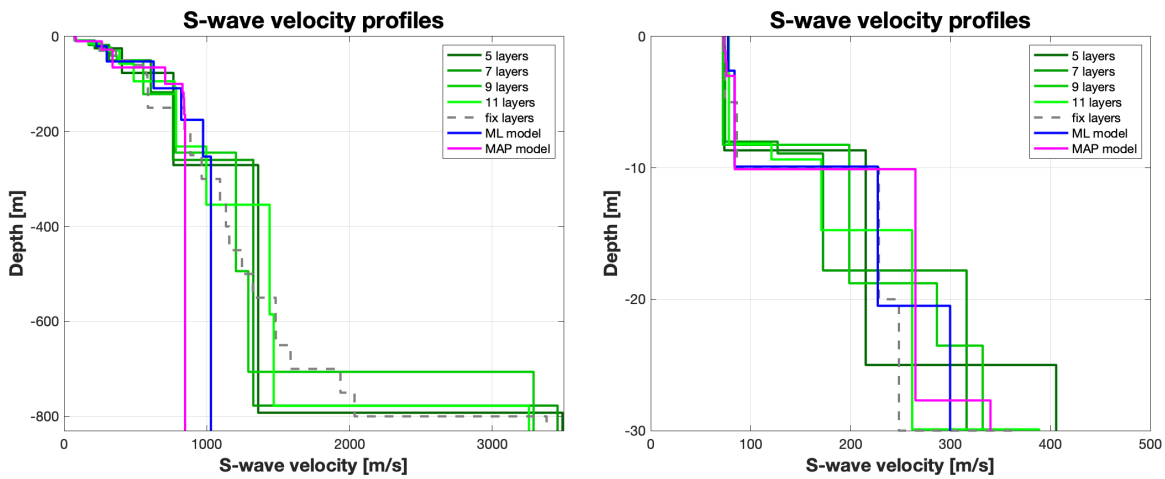 S-wave velocity profiles
0
-200
-400
-600
-800
Depth [m]
0
1000
2000
3000
S-wave velocity [m/s]
5 layers
7 layers
9 layers
11 layers
fix layers
ML model
MAP model
S-wave velocity profiles
0
-10
-20
-30
Depth [m]
0
100
200
300
400
500
S-wave velocity [m/s]
5 layers
7 layers
9 layers
11 layers
fix layers
ML model
MAP model